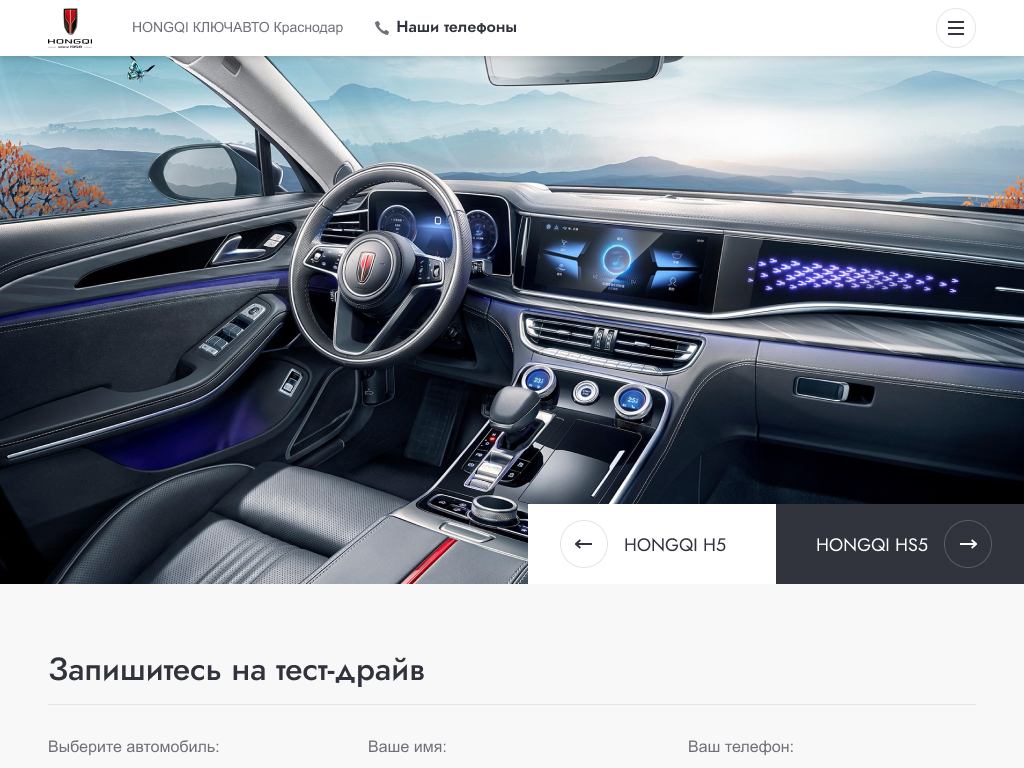 HONGQI
HONGQI КЛЮЧАВТО Краснодар
Наши телефоны
HONGQI H5
HONGQI HS5
Запишитесь на тест-драйв
Выберите автомобиль:
Ваше имя:
Ваш телефон: